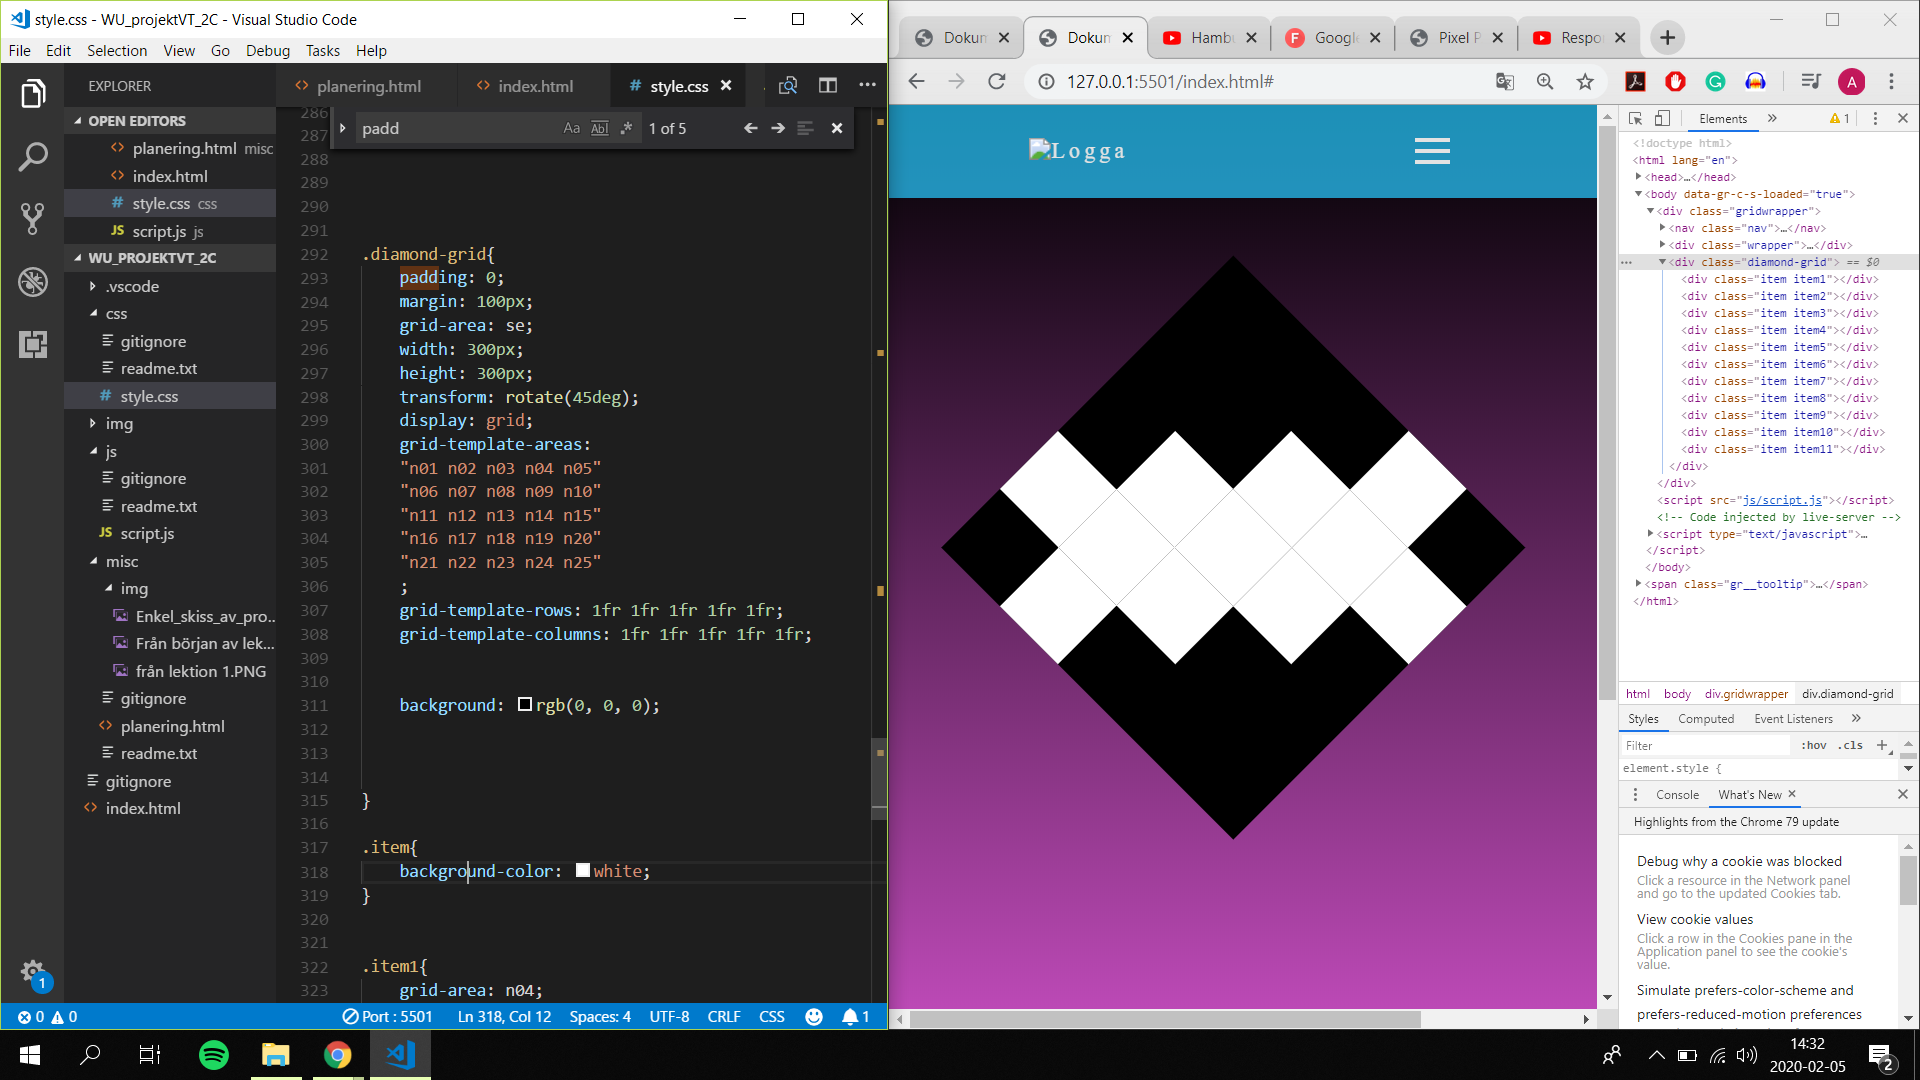 style.css - WU_projektVT_2C - Visual Studio Code
File Edit Selection View Go Debug Tasks Help
EXPLORER
OPEN EDITORS
planering.html misc
index.html
style.css css
script.js js
WU_PROJEKTVT_2C
.vscode
css
gitignore
readme.txt
style.css
img
js
gitignore
readme.txt
script.js
misc
img
Enkel_skiss_av_pro...
Från början av lek...
från lektion 1.PNG
gitignore
planering.html
readme.txt
gitignore
index.html
1
planering.html index.html style.css
padd Aa Abl .* 1 of 5
286
287
288
289
290
291
292 .diamond-grid{
293 padding: 0;
294 margin: 100px;
295 grid-area: se;
296 width: 300px;
297 height: 300px;
298 transform: rotate(45deg);
299 display: grid;
300 grid-template-areas:
301 "n01 n02 n03 n04 n05"
302 "n06 n07 n08 n09 n10"
303 "n11 n12 n13 n14 n15"
304 "n16 n17 n18 n19 n20"
305 "n21 n22 n23 n24 n25"
306 ;
307 grid-template-rows: 1fr 1fr 1fr 1fr 1fr;
308 grid-template-columns: 1fr 1fr 1fr 1fr 1fr;
309
310
311 background: rgb(0, 0, 0);
312
313
314
315 }
316
317 .item{
318 background-color: white;
319 }
320
321
322 .item1{
323 grid-area: n04;
0 0 Port : 5501 Ln 318, Col 12 Spaces: 4 UTF-8 CRLF CSS 1
Dokum Dokum Hambu Google Pixel P Respo
127.0.0.1:5501/index.html#
A
Logga
Elements » 1
<!doctype html>
<html lang="en">
<head>…</head>
<body data-gr-c-s-loaded="true">
<div class="gridwrapper">
<nav class="nav">…</nav>
<div class="wrapper">…</div>
<div class="diamond-grid"> == $0
<div class="item item1"></div>
<div class="item item2"></div>
<div class="item item3"></div>
<div class="item item4"></div>
<div class="item item5"></div>
<div class="item item6"></div>
<div class="item item7"></div>
<div class="item item8"></div>
<div class="item item9"></div>
<div class="item item10"></div>
<div class="item item11"></div>
</div>
</div>
<script src="js/script.js"></script>
<!-- Code injected by live-server -->
<script type="text/javascript">…
</script>
</body>
<span class="gr__tooltip">…</span>
</html>
html body div.gridwrapper div.diamond-grid
Styles Computed Event Listeners »
Filter :hov .cls +
element.style {
Console What's New
Highlights from the Chrome 79 update
Debug why a cookie was blocked
Click a resource in the Network panel
and go to the updated Cookies tab.
View cookie values
Click a row in the Cookies pane in the
Application panel to see the cookie's
value.
Simulate prefers-color-scheme and
prefers-reduced-motion preferences
14:32
2020-02-05
2